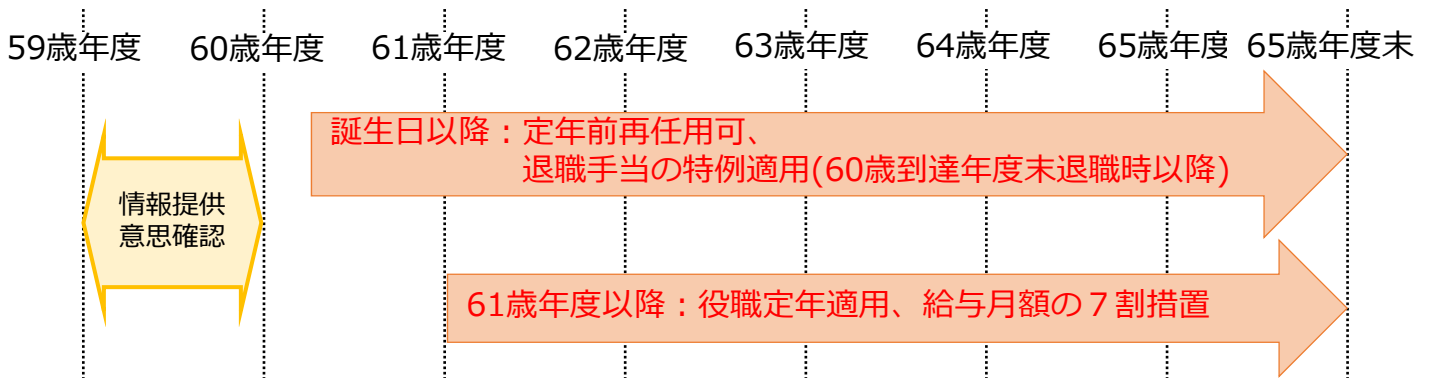 59歳年度 60歳年度 61歳年度 62歳年度 63歳年度 64歳年度 65歳年度 65歳年度末
誕生日以降：定年前再任用可、
退職手当の特例適用(60歳到達年度末退職時以降)
情報提供
意思確認
61歳年度以降：役職定年適用、給与月額の７割措置